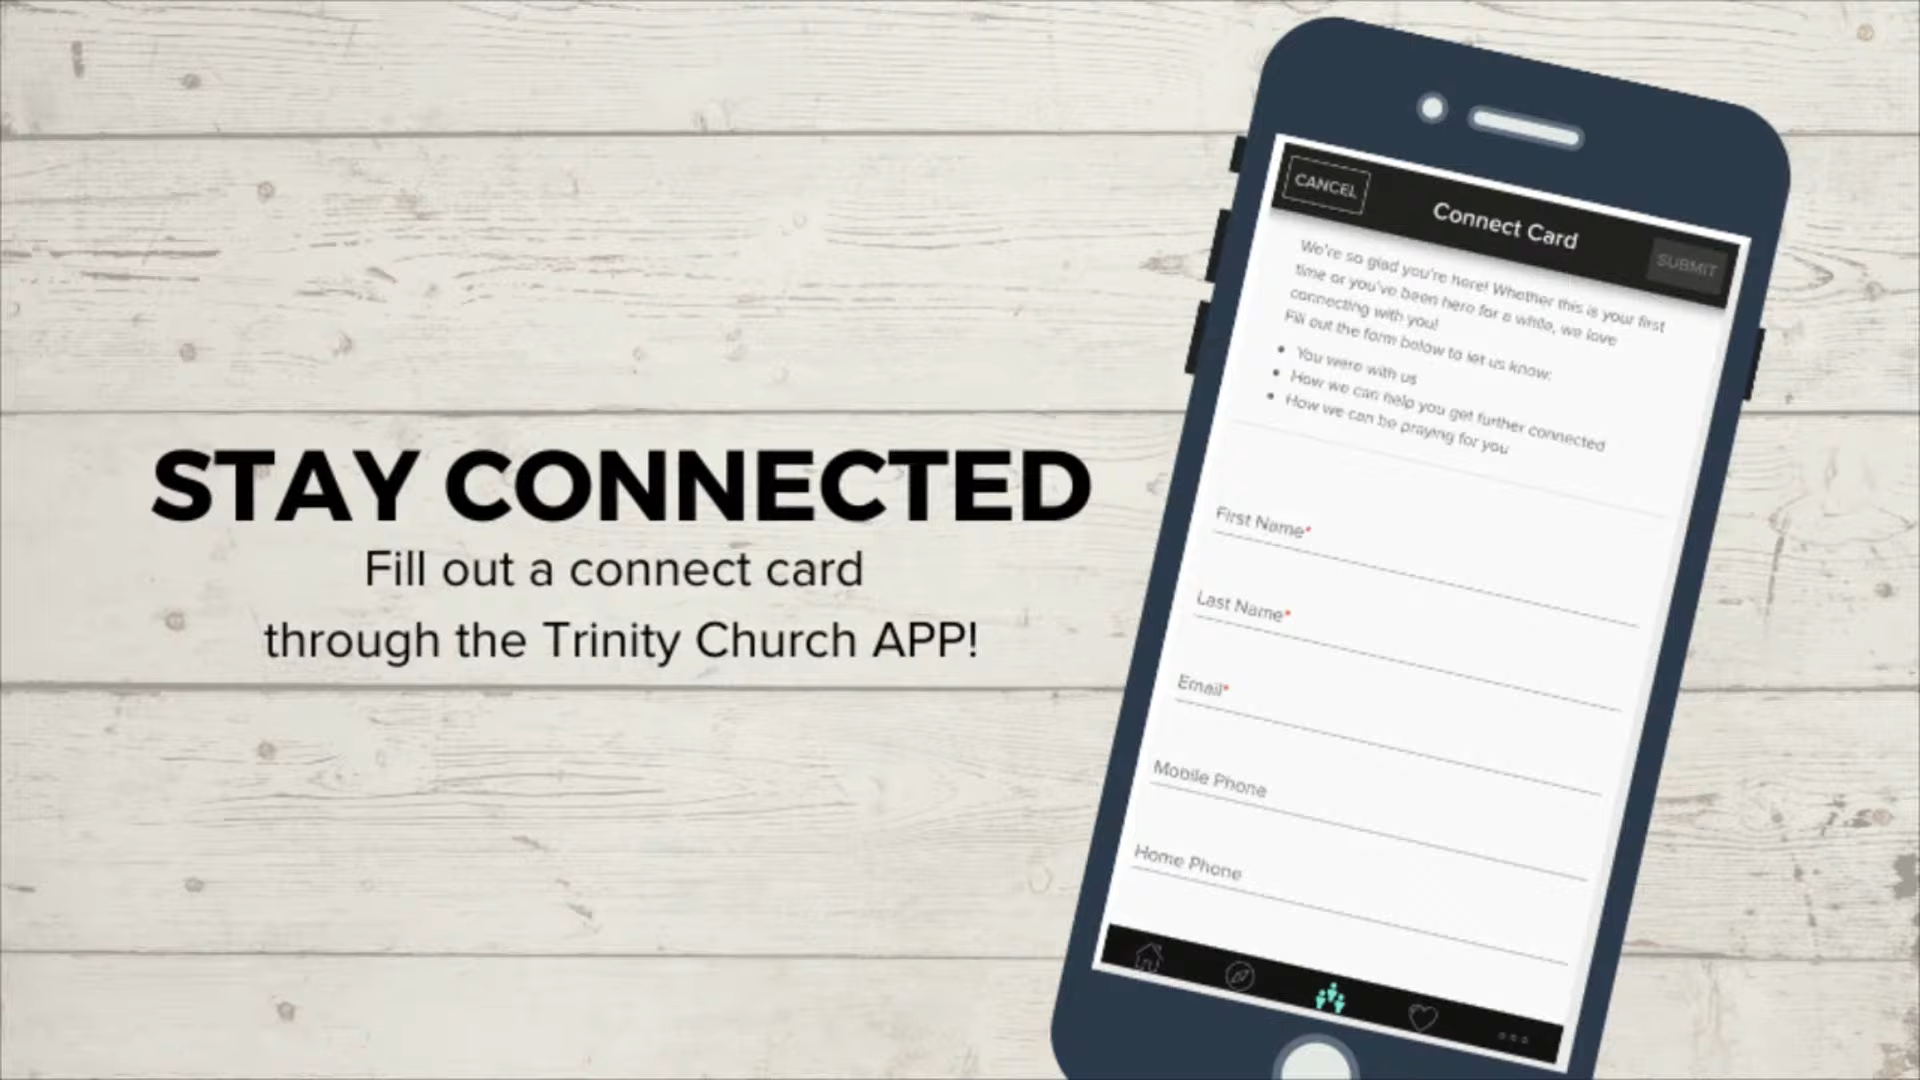 STAY CONNECTED
Fill out a connect card
through the Trinity Church APP!
CANCEL
Connect Card
SUBMIT
We're so glad you're here! Whether this is your first
time or you've been here for a while, we love
connecting with you!
Fill out the form below to let us know:
• You were with us
• How we can help you get further connected
• How we can be praying for you
First Name*
Last Name*
Email*
Mobile Phone
Home Phone